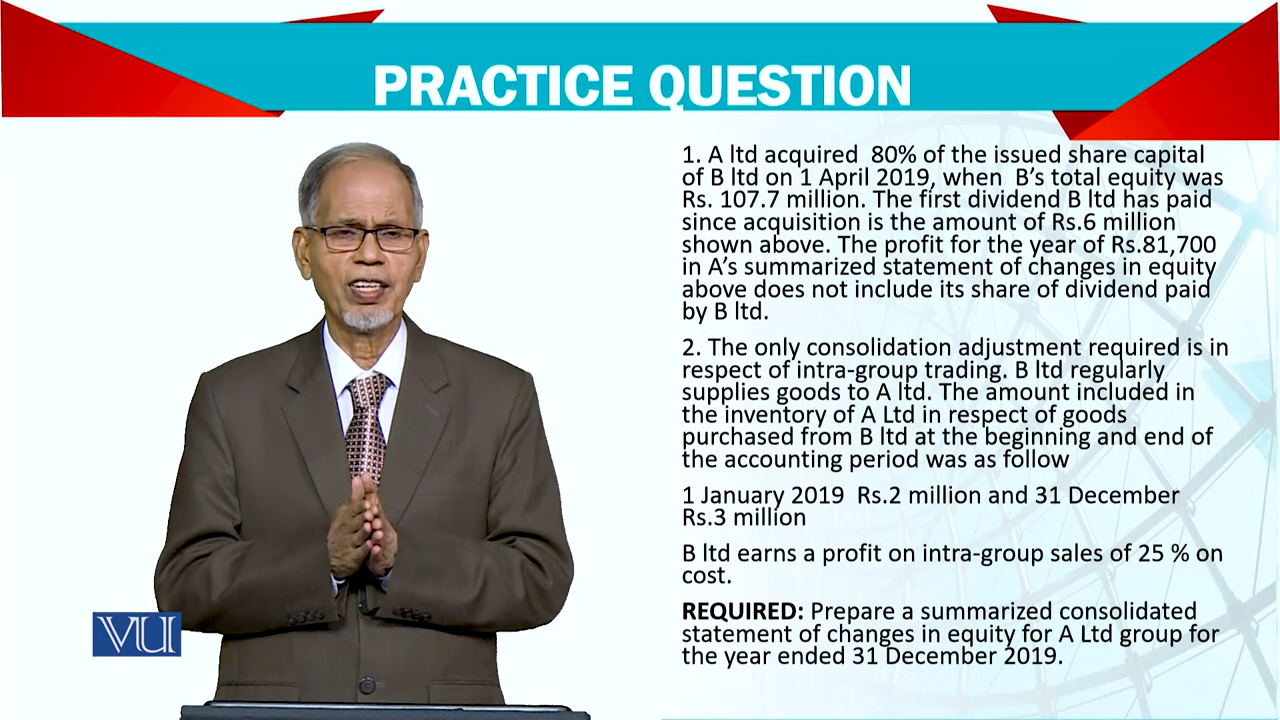 PRACTICE QUESTION
1. A ltd acquired 80% of the issued share capital
of B ltd on 1 April 2019, when B's total equity was
Rs. 107.7 million. The first dividend B ltd has paid
since acquisition is the amount of Rs.6 million
shown above. The profit for the year of Rs.81,700
in A's summarized statement of changes in equity
above does not include its share of dividend paid
by B ltd.
2. The only consolidation adjustment required is in
respect of intra-group trading. B ltd regularly
supplies goods to A ltd. The amount included in
the inventory of A Ltd in respect of goods
purchased from B ltd at the beginning and end of
the accounting period was as follow
1 January 2019 Rs.2 million and 31 December
Rs.3 million
B ltd earns a profit on intra-group sales of 25 % on
cost.
REQUIRED: Prepare a summarized consolidated
statement of changes in equity for A Ltd group for
the year ended 31 December 2019.
VU